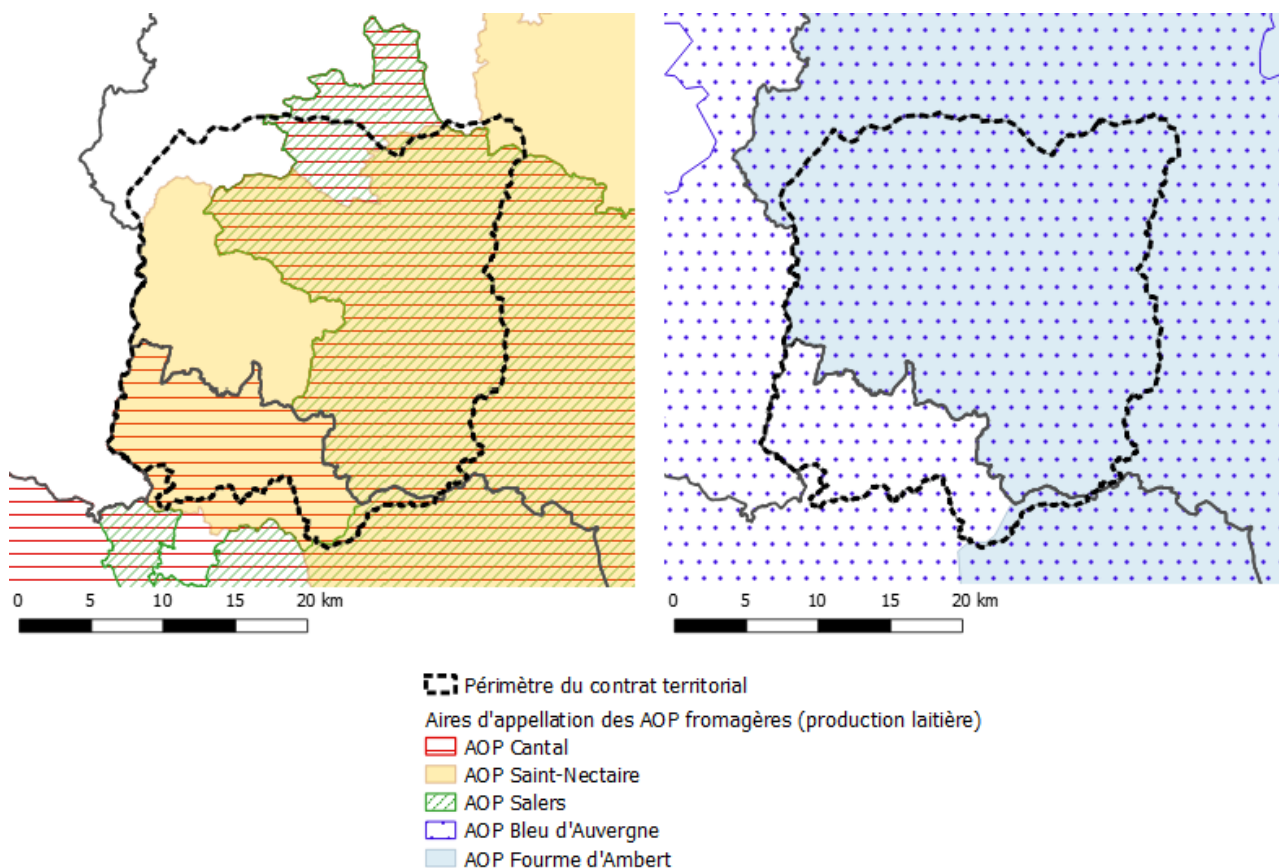 0 5 10 15 20 km
0 5 10 15 20 km
Périmètre du contrat territorial
Aires d'appellation des AOP fromagères (production laitière)
AOP Cantal
AOP Saint-Nectaire
AOP Salers
AOP Bleu d'Auvergne
AOP Fourme d'Ambert